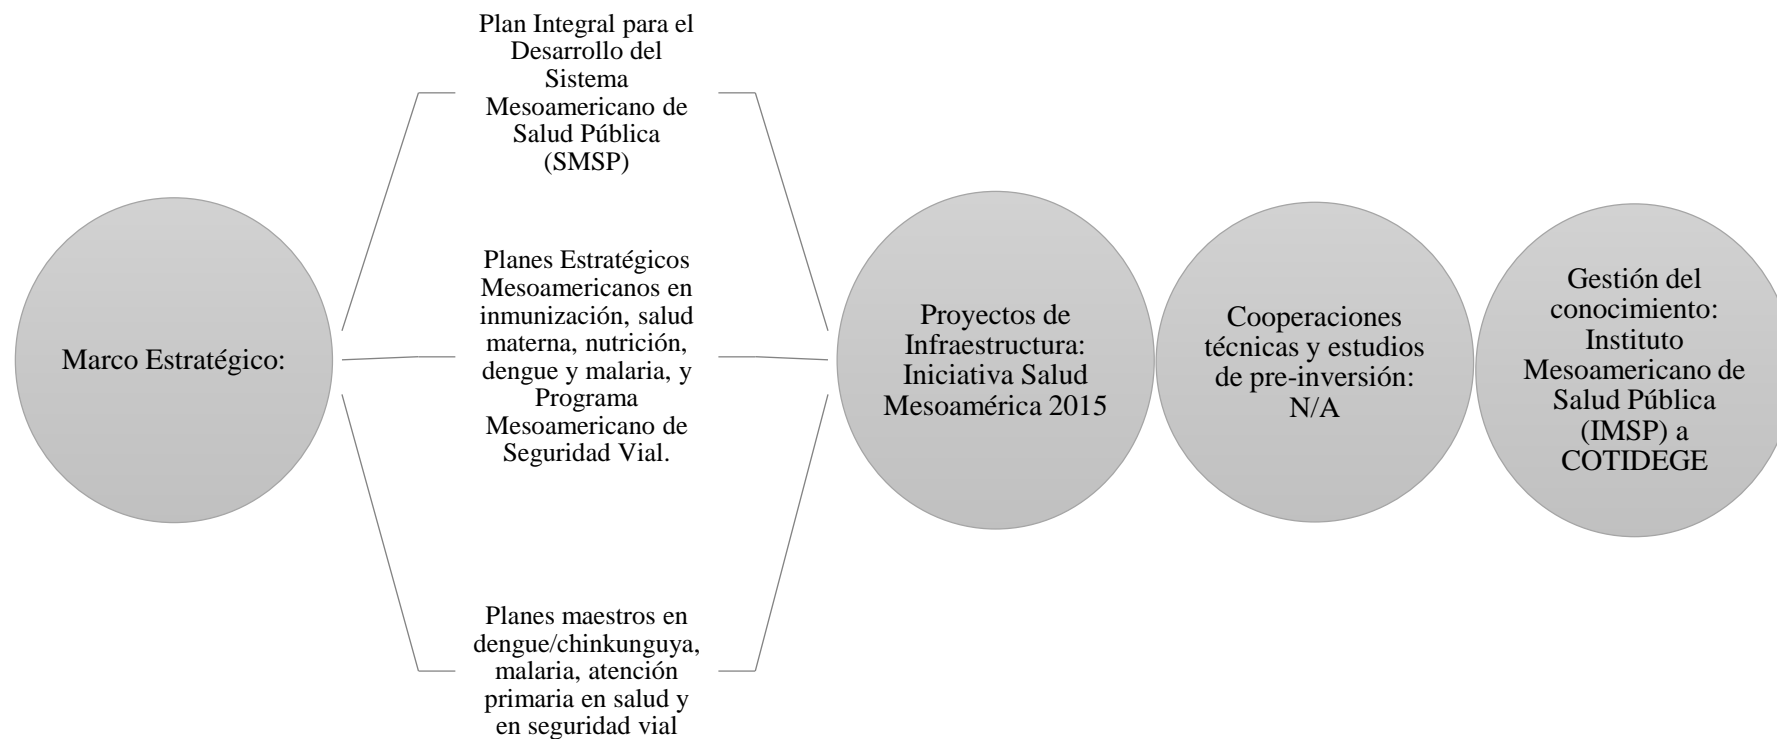 Marco Estratégico:
Plan Integral para el
Desarrollo del
Sistema
Mesoamericano de
Salud Pública
(SMSP)
Planes Estratégicos
Mesoamericanos en
inmunización, salud
materna, nutrición,
dengue y malaria, y
Programa
Mesoamericano de
Seguridad Vial.
Planes maestros en
dengue/chinkunguya,
malaria, atención
primaria en salud y
en seguridad vial
Proyectos de
Infraestructura:
Iniciativa Salud
Mesoamérica 2015
Cooperaciones
técnicas y estudios
de pre-inversión:
N/A
Gestión del
conocimiento:
Instituto
Mesoamericano de
Salud Pública
(IMSP) a
COTIDEGE